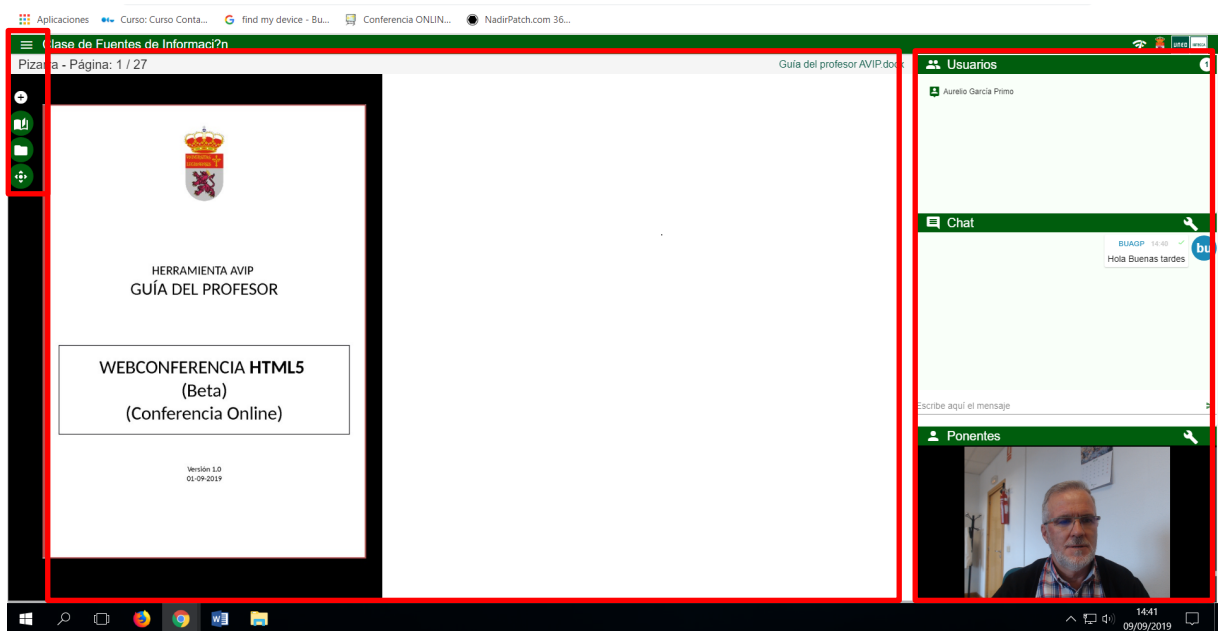 Aplicaciones
Curso: Curso Conta...
find my device - Bu...
Conferencia ONLIN...
NadirPatch.com 36...
Clase de Fuentes de Informaci?n
UNED
Pizarra - Página: 1 / 27
Guía del profesor AVIP.docx
Usuarios
1
Aurelio García Primo
HERRAMIENTA AVIP
GUÍA DEL PROFESOR
WEBCONFERENCIA HTML5
(Beta)
(Conferencia Online)
Versión 1.0
01-09-2019
Chat
BUAGP 14:40
bu
Hola Buenas tardes
Escribe aquí el mensaje
Ponentes
14:41
09/09/2019